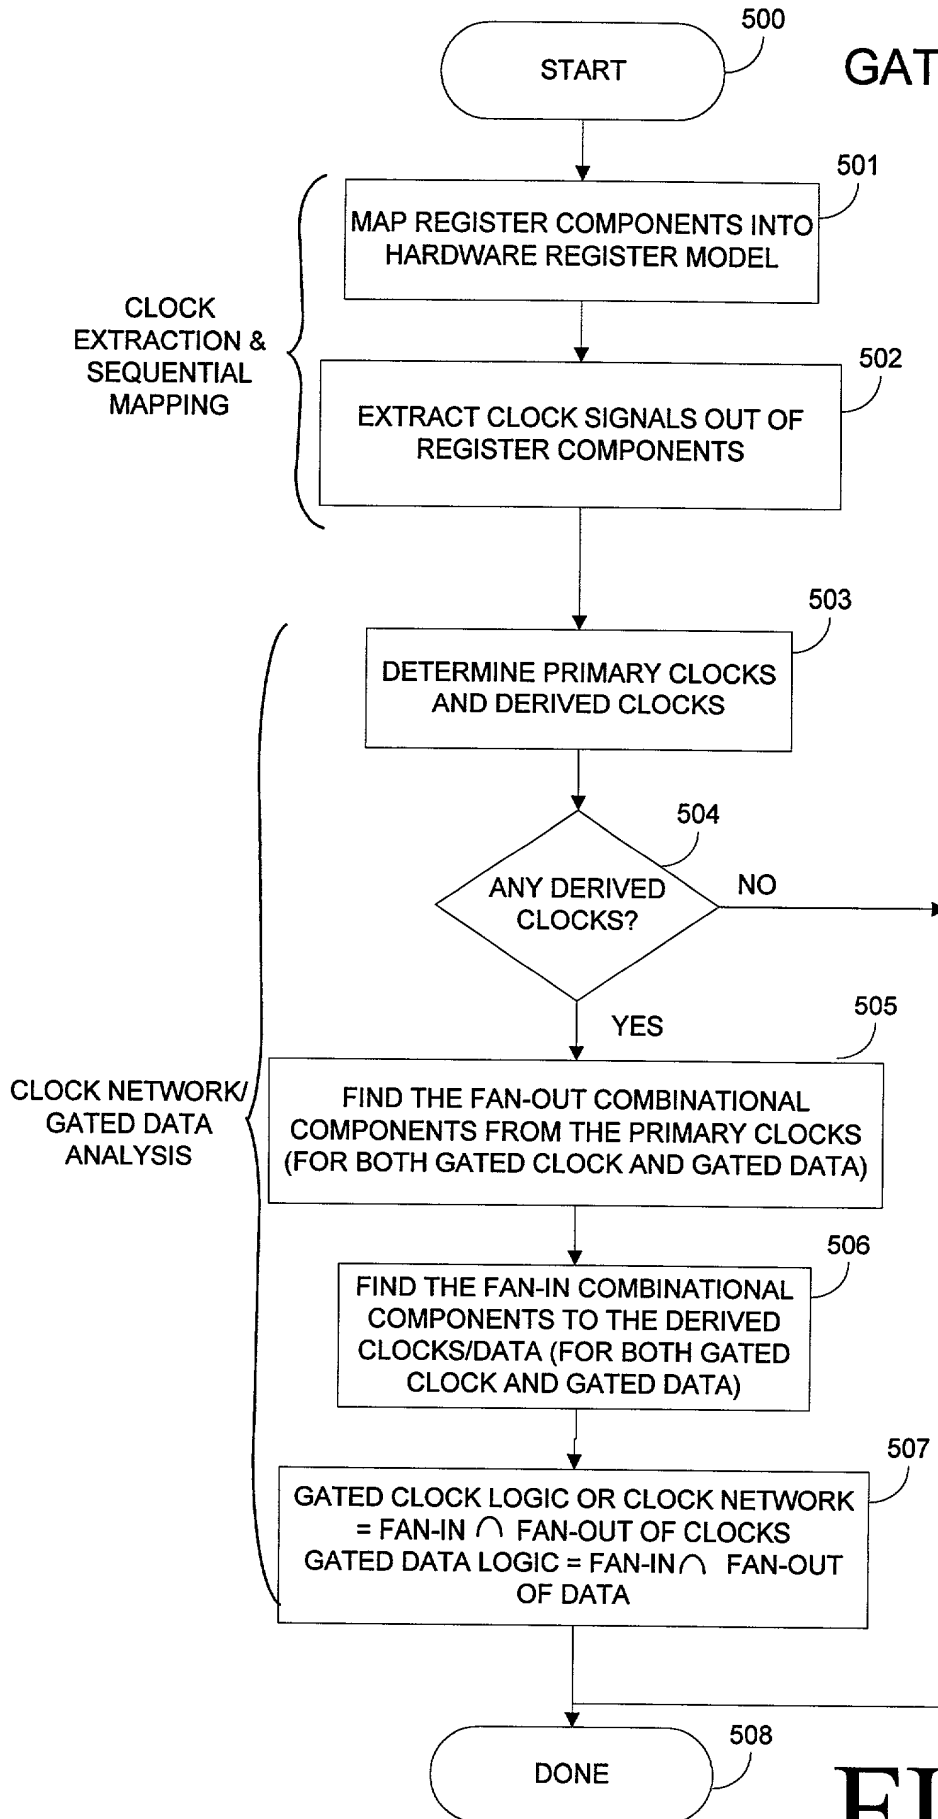 500
START
GAT
501
MAP REGISTER COMPONENTS INTO
HARDWARE REGISTER MODEL
CLOCK
EXTRACTION &
SEQUENTIAL
MAPPING
502
EXTRACT CLOCK SIGNALS OUT OF
REGISTER COMPONENTS
503
DETERMINE PRIMARY CLOCKS
AND DERIVED CLOCKS
504
ANY DERIVED
CLOCKS?
NO
YES
505
FIND THE FAN-OUT COMBINATIONAL
COMPONENTS FROM THE PRIMARY CLOCKS
(FOR BOTH GATED CLOCK AND GATED DATA)
CLOCK NETWORK/
GATED DATA
ANALYSIS
506
FIND THE FAN-IN COMBINATIONAL
COMPONENTS TO THE DERIVED
CLOCKS/DATA (FOR BOTH GATED
CLOCK AND GATED DATA)
507
GATED CLOCK LOGIC OR CLOCK NETWORK
= FAN-IN ∩ FAN-OUT OF CLOCKS
GATED DATA LOGIC = FAN-IN ∩ FAN-OUT
OF DATA
508
DONE